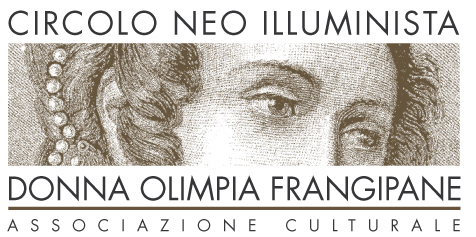 CIRCOLO NEO ILLUMINISTA
DONNA OLIMPIA FRANGIPANE
ASSOCIAZIONE CULTURALE